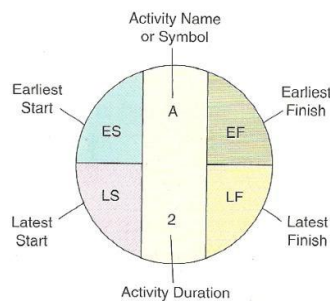 Activity Name
or Symbol
Earliest
Start
Earliest
Finish
A
ES
EF
LS
LF
2
Latest
Start
Latest
Finish
Activity Duration